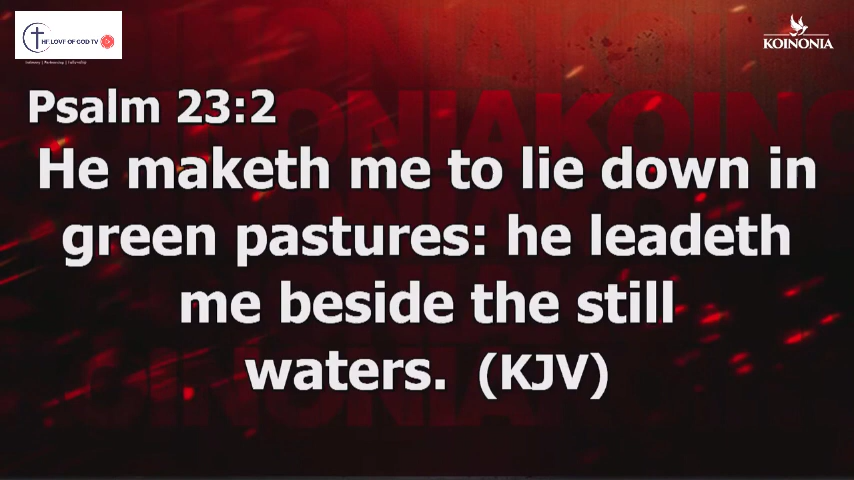 THE LOVE OF GOD TV
KOINONIA
Psalm 23:2
He maketh me to lie down in
green pastures: he leadeth
me beside the still
waters. (KJV)